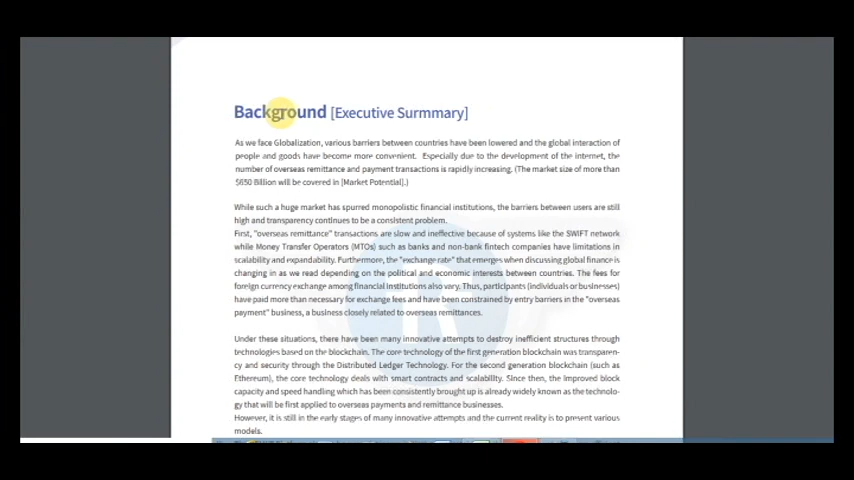 Background [Executive Surmmary]
As we face Globalization, various barriers between countries have been lowered and the global interaction of
people and goods have become more convenient. Especially due to the development of the internet, the
number of overseas remittance and payment transactions is rapidly increasing. (The market size of more than
$650 Billion will be covered in [Market Potential].)
While such a huge market has spurred monopolistic financial institutions, the barriers between users are still
high and transparency continues to be a consistent problem.
First, "overseas remittance" transactions are slow and ineffective because of systems like the SWIFT network
while Money Transfer Operators (MTOs) such as banks and non-bank fintech companies have limitations in
scalability and expandability. Furthermore, the "exchange rate" that emerges when discussing global finance is
changing in as we read depending on the political and economic interests between countries. The fees for
foreign currency exchange among financial institutions also vary. Thus, participants (individuals or businesses)
have paid more than necessary for exchange fees and have been constrained by entry barriers in the "overseas
payment" business, a business closely related to overseas remittances.
Under these situations, there have been many innovative attempts to destroy inefficient structures through
technologies based on the blockchain. The core technology of the first generation blockchain was transparen-
cy and security through the Distributed Ledger Technology. For the second generation blockchain (such as
Ethereum), the core technology deals with smart contracts and scalability. Since then, the improved block
capacity and speed handling which has been consistently brought up is already widely known as the technolo-
gy that will be first applied to overseas payments and remittance businesses.
However, it is still in the early stages of many innovative attempts and the current reality is to present various
models.